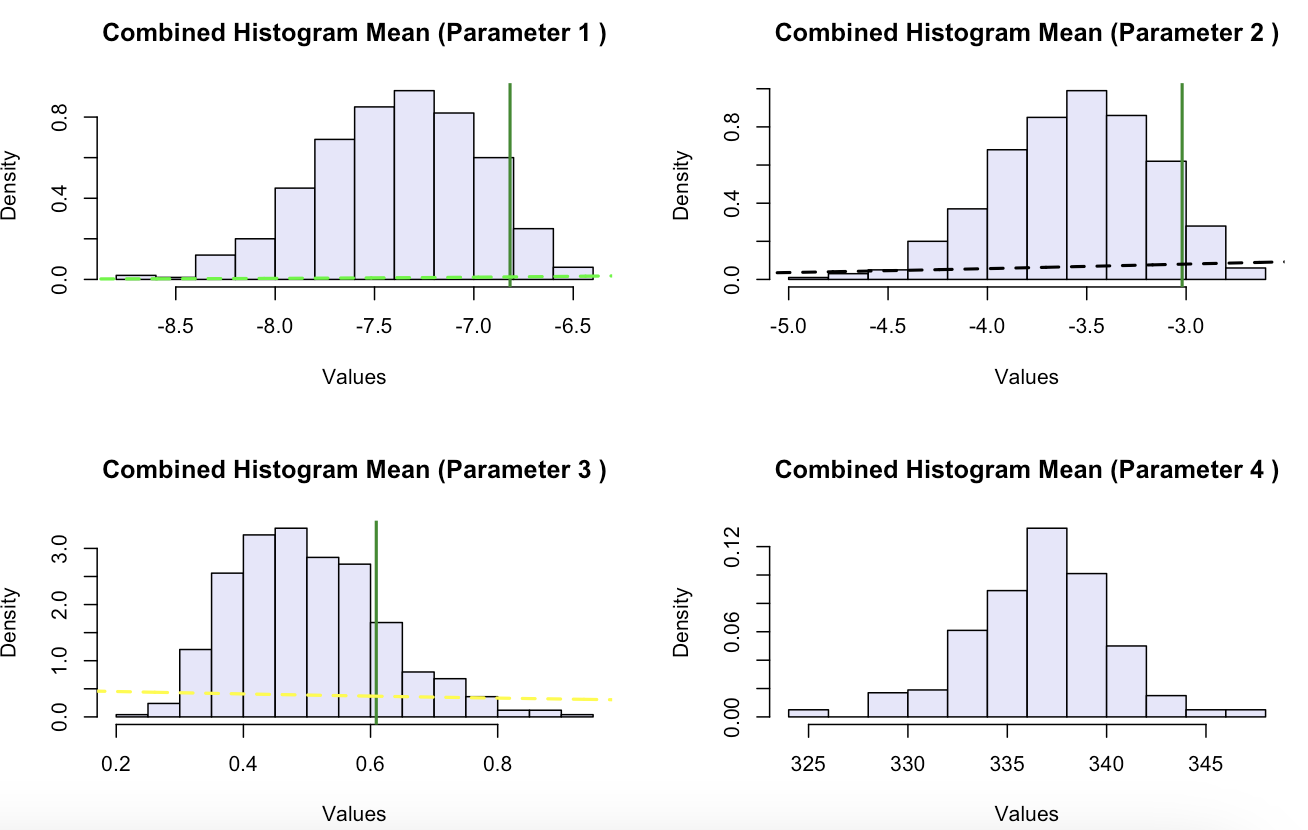 Combined Histogram Mean (Parameter 1 )
Density
0.0 0.4 0.8
-8.5 -8.0 -7.5 -7.0 -6.5
Values
Combined Histogram Mean (Parameter 2 )
Density
0.0 0.4 0.8
-5.0 -4.5 -4.0 -3.5 -3.0
Values
Combined Histogram Mean (Parameter 3 )
Density
0.0 1.0 2.0 3.0
0.2 0.4 0.6 0.8
Values
Combined Histogram Mean (Parameter 4 )
Density
0.00 0.06 0.12
325 330 335 340 345
Values